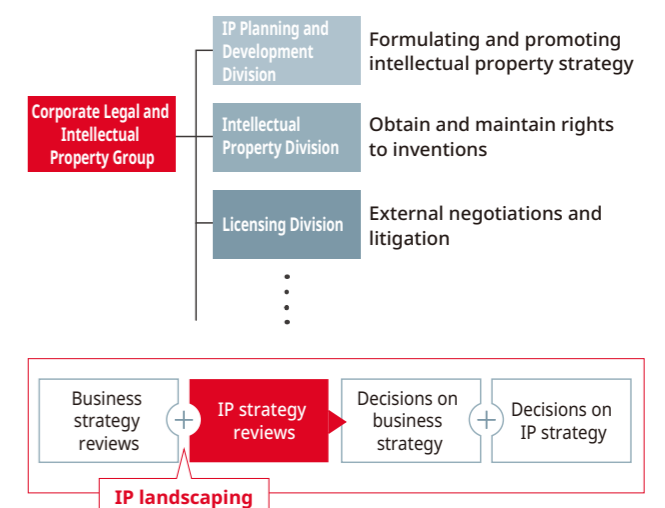 IP Planning and
Development
Division
Formulating and promoting
intellectual property strategy
Corporate Legal and
Intellectual
Property Group
Intellectual
Property Division
Obtain and maintain rights
to inventions
Licensing Division
External negotiations and
litigation
Business
strategy
reviews
+
IP strategy
reviews
Decisions on
business
strategy
+
Decisions on
IP strategy
IP landscaping